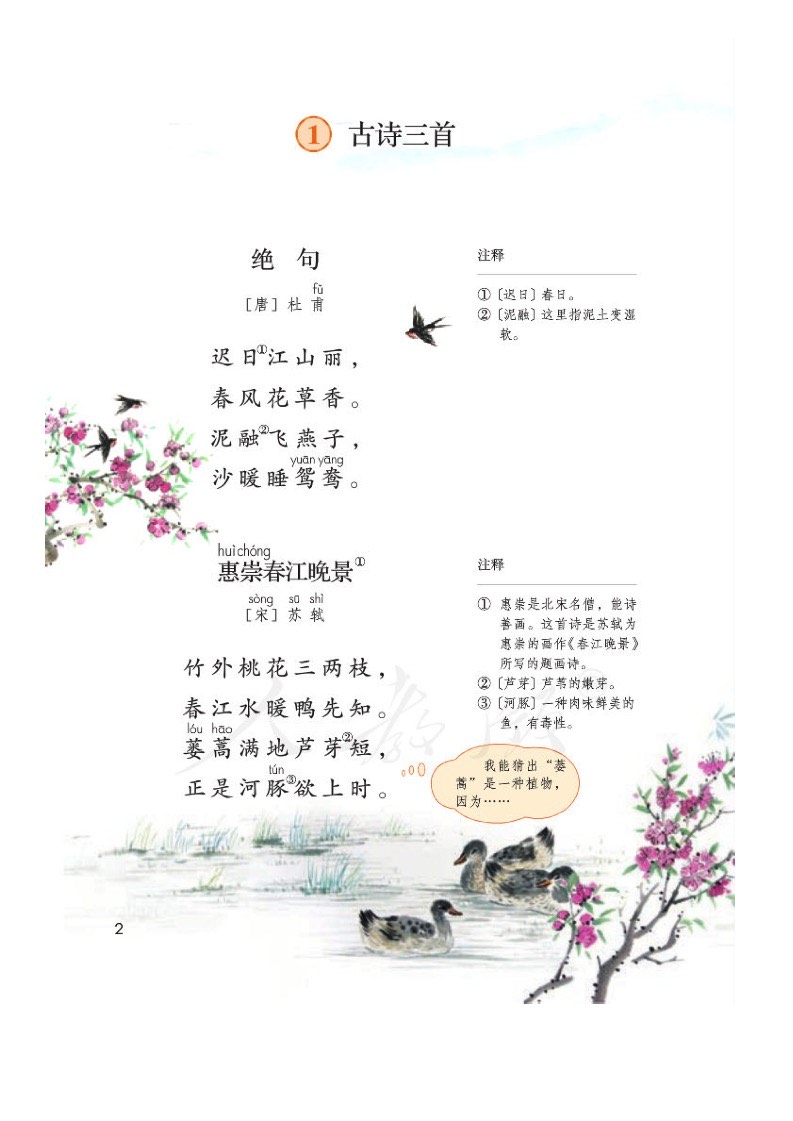 1 古诗三首
绝 句
fǔ
［唐］杜 甫
迟日①江山丽，
春风花草香。
泥融②飞燕子，
yuān yāng
沙暖睡鸳鸯。
注释
①〔迟日〕春日。
②〔泥融〕这里指泥土变湿
软。
huì chóng
惠崇春江晚景①
sòng sū shì
［宋］苏 轼
竹外桃花三两枝，
春江水暖鸭先知。
lóu hāo
蒌蒿满地芦芽②短，
tún
正是河豚③欲上时。
注释
① 惠崇是北宋名僧，能诗
善画。这首诗是苏轼为
惠崇的画作《春江晚景》
所写的题画诗。
②〔芦芽〕芦苇的嫩芽。
③〔河豚〕一种肉味鲜美的
鱼，有毒性。
我能猜出“蒌
蒿”是一种植物，
因为……
人教版
2